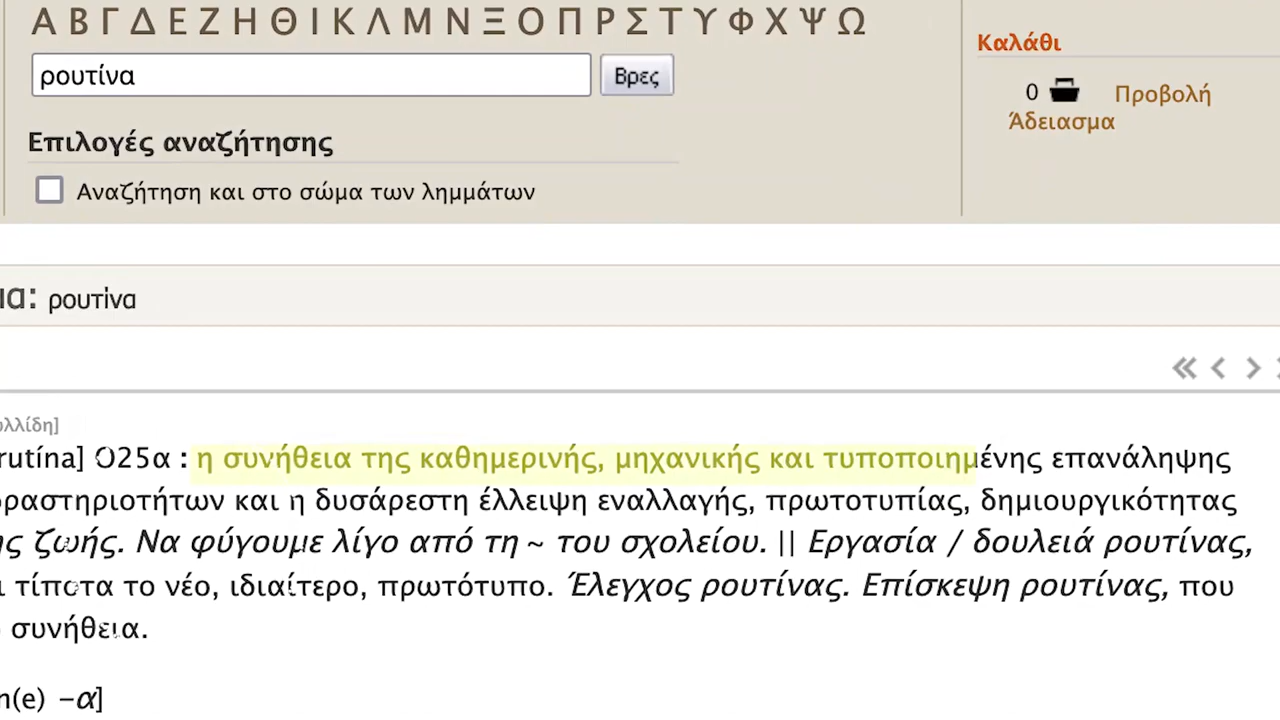 Α Β Γ Δ Ε Ζ Η Θ Ι Κ Λ Μ Ν Ξ Ο Π Ρ Σ Τ Υ Φ Χ Ψ Ω
ρουτίνα Βρες
Επιλογές αναζήτησης
Αναζήτηση και στο σώμα των λημμάτων
Καλάθι
0 Προβολή
Άδειασμα
ρουτίνα
rutína] Ο25α : η συνήθεια της καθημερινής, μηχανικής και τυποποιημένης επανάληψης
δραστηριοτήτων και η δυσάρεστη έλλειψη εναλλαγής, πρωτοτυπίας, δημιουργικότητας
ζωής. Να φύγουμε λίγο από τη ~ του σχολείου. || Εργασία / δουλειά ρουτίνας,
τίποτα το νέο, ιδιαίτερο, πρωτότυπο. Έλεγχος ρουτίνας. Επίσκεψη ρουτίνας, που
συνήθεια.
n(e) -α]